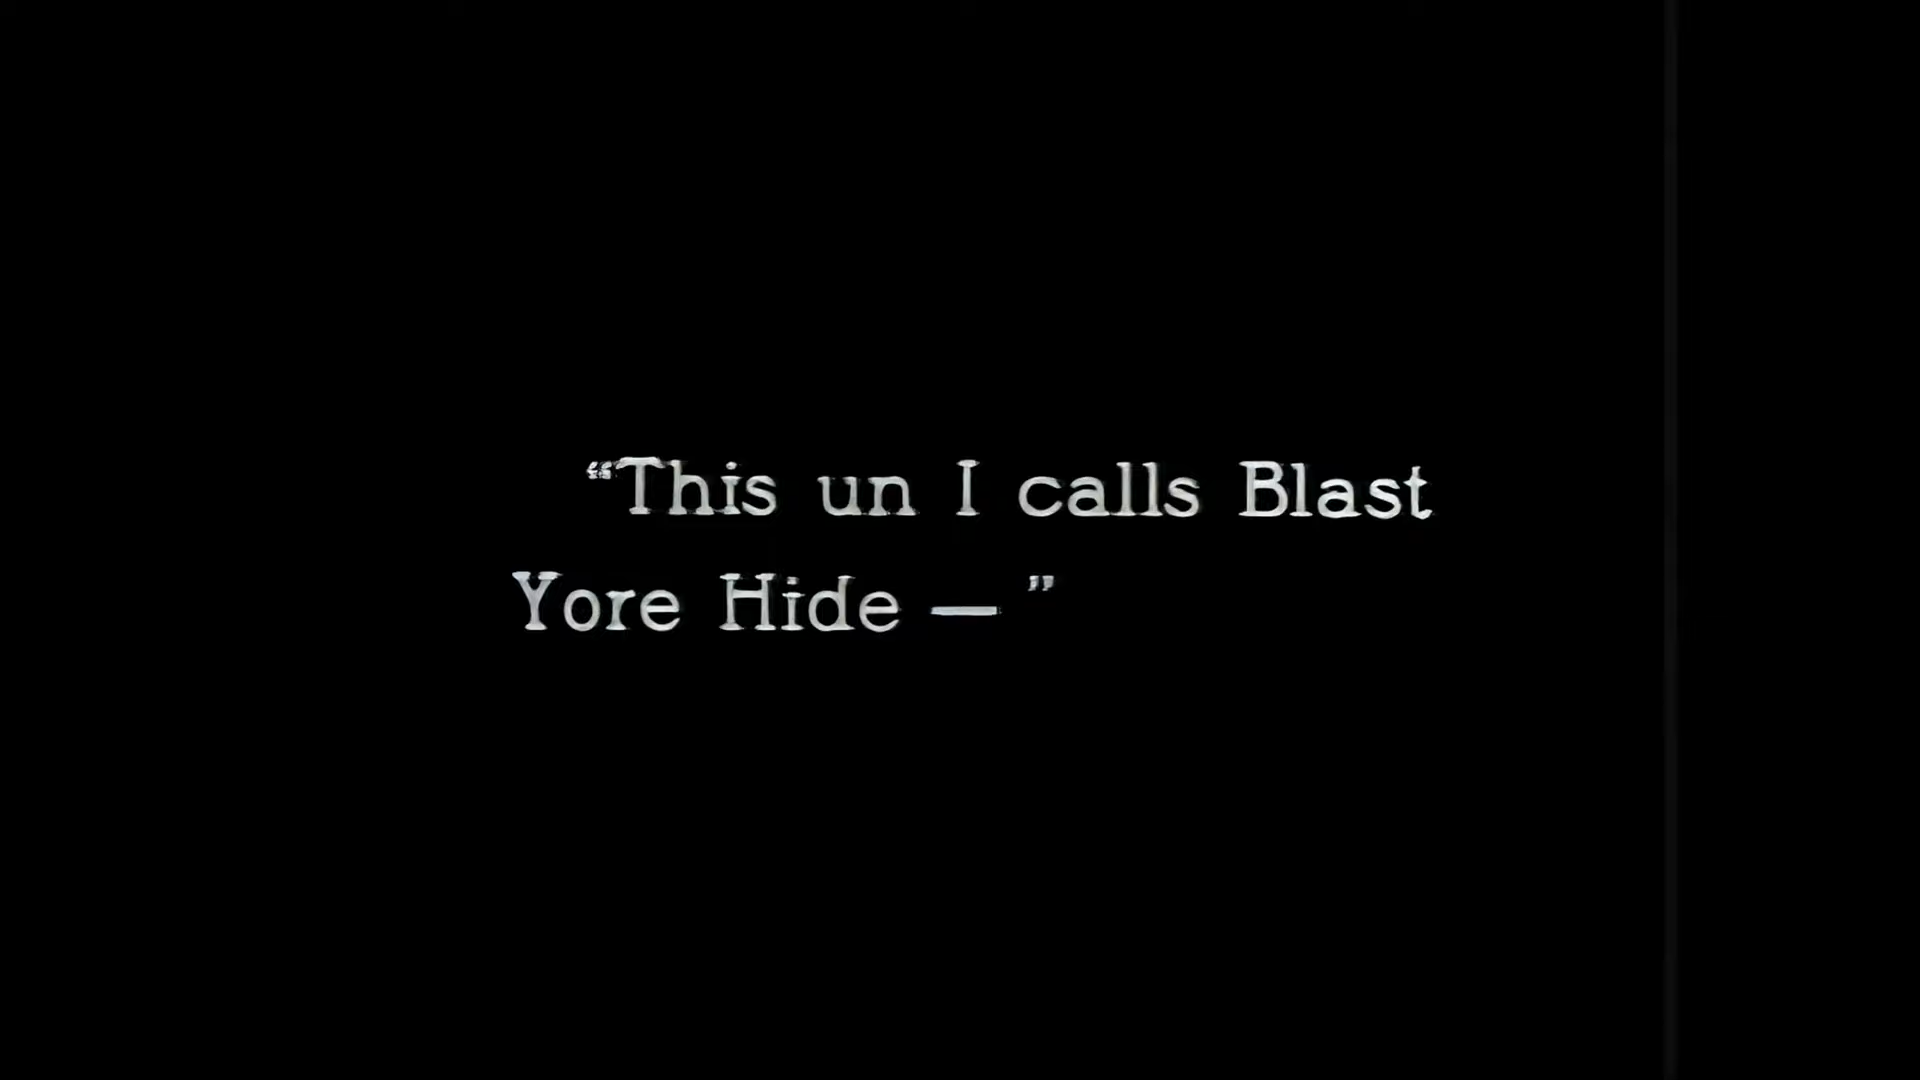 “This un I calls Blast
Yore Hide — ”